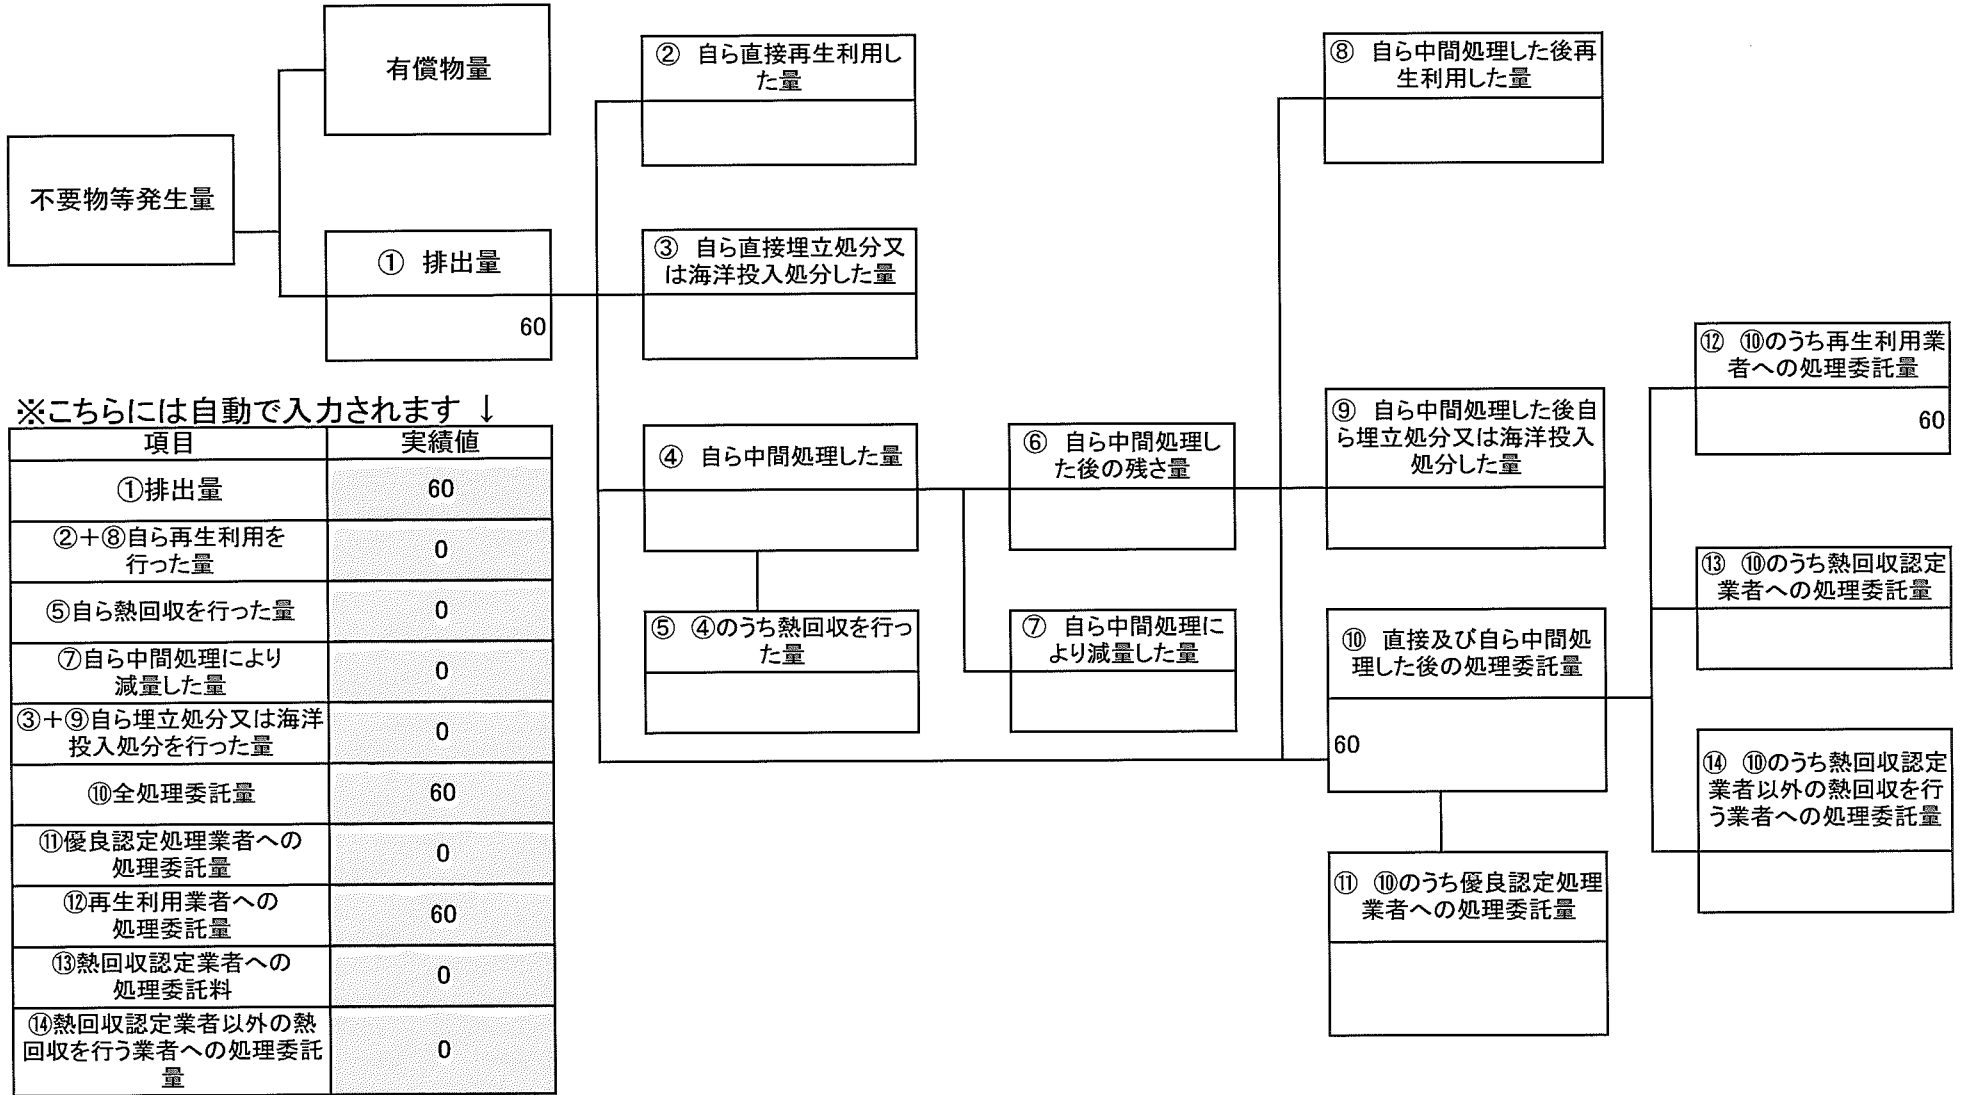 有償物量
不要物等発生量
① 排出量
60
② 自ら直接再生利用し
た量
③ 自ら直接埋立処分又
は海洋投入処分した量
④ 自ら中間処理した量
⑤ ④のうち熱回収を行っ
た量
⑥ 自ら中間処理し
た後の残さ量
⑦ 自ら中間処理に
より減量した量
⑧ 自ら中間処理した後再
生利用した量
⑨ 自ら中間処理した後自
ら埋立処分又は海洋投入
処分した量
⑩ 直接及び自ら中間処
理した後の処理委託量
60
⑪ ⑩のうち優良認定処理
業者への処理委託量
⑫ ⑩のうち再生利用業
者への処理委託量
60
⑬ ⑩のうち熱回収認定
業者への処理委託量
⑭ ⑩のうち熱回収認定
業者以外の熱回収を行
う業者への処理委託量
※こちらには自動で入力されます ↓
項目 実績値
①排出量 60
②+⑧自ら再生利用を
行った量 0
⑤自ら熱回収を行った量 0
⑦自ら中間処理により
減量した量 0
③+⑨自ら埋立処分又は海洋
投入処分を行った量 0
⑩全処理委託量 60
⑪優良認定処理業者への
処理委託量 0
⑫再生利用業者への
処理委託量 60
⑬熱回収認定業者への
処理委託料 0
⑭熱回収認定業者以外の熱
回収を行う業者への処理委託
量 0